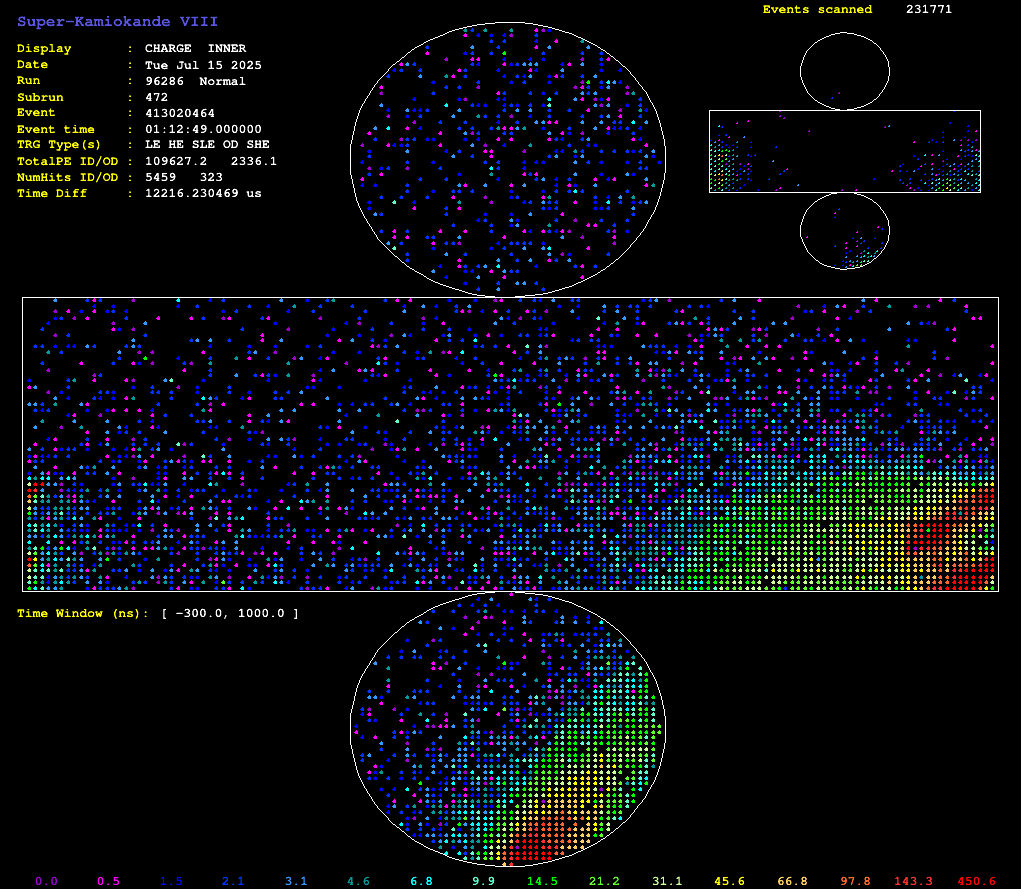 Super-Kamiokande VIII
Events scanned 231771
Display : CHARGE INNER
Date : Tue Jul 15 2025
Run : 96286 Normal
Subrun : 472
Event : 413020464
Event time : 01:12:49.000000
TRG Type(s) : LE HE SLE OD SHE
TotalPE ID/OD : 109627.2 2336.1
NumHits ID/OD : 5459 323
Time Diff : 12216.230469 us
Time Window (ns): [ -300.0, 1000.0 ]
0.0 0.5 1.5 2.1 3.1 4.6 6.8 9.9 14.5 21.2 31.1 45.6 66.8 97.8 143.3 450.6